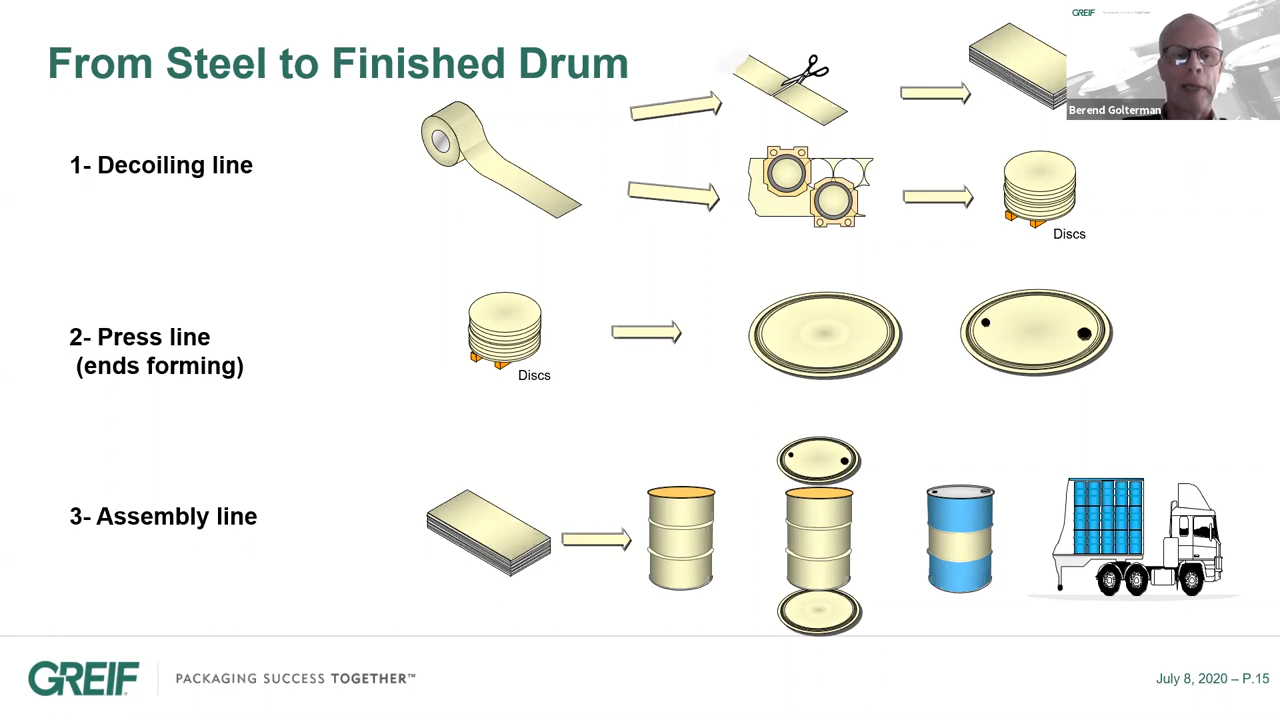 From Steel to Finished Drum
GREIF
Berend Golterman
1- Decoiling line
Discs
2- Press line
(ends forming)
Discs
3- Assembly line
GREIF
PACKAGING SUCCESS TOGETHER™
July 8, 2020 – P.15